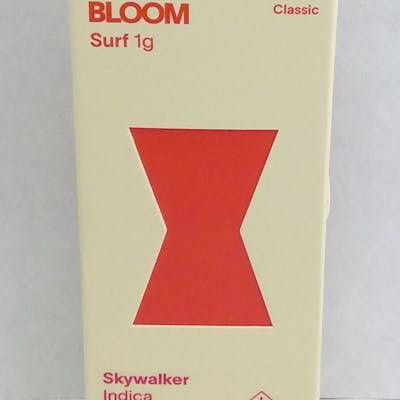 BLOOM
Classic
Surf 1g
Skywalker
Indica